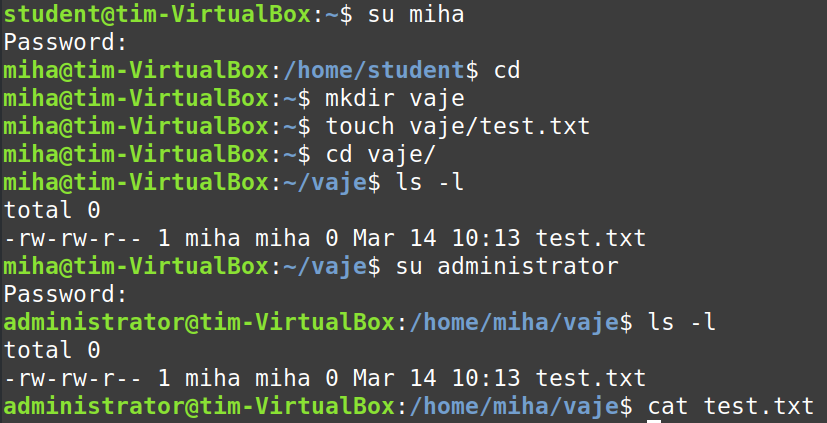 student@tim-VirtualBox:~$ su miha
Password:
miha@tim-VirtualBox:/home/student$ cd
miha@tim-VirtualBox:~$ mkdir vaje
miha@tim-VirtualBox:~$ touch vaje/test.txt
miha@tim-VirtualBox:~$ cd vaje/
miha@tim-VirtualBox:~/vaje$ ls -l
total 0
-rw-rw-r-- 1 miha miha 0 Mar 14 10:13 test.txt
miha@tim-VirtualBox:~/vaje$ su administrator
Password:
administrator@tim-VirtualBox:/home/miha/vaje$ ls -l
total 0
-rw-rw-r-- 1 miha miha 0 Mar 14 10:13 test.txt
administrator@tim-VirtualBox:/home/miha/vaje$ cat test.txt